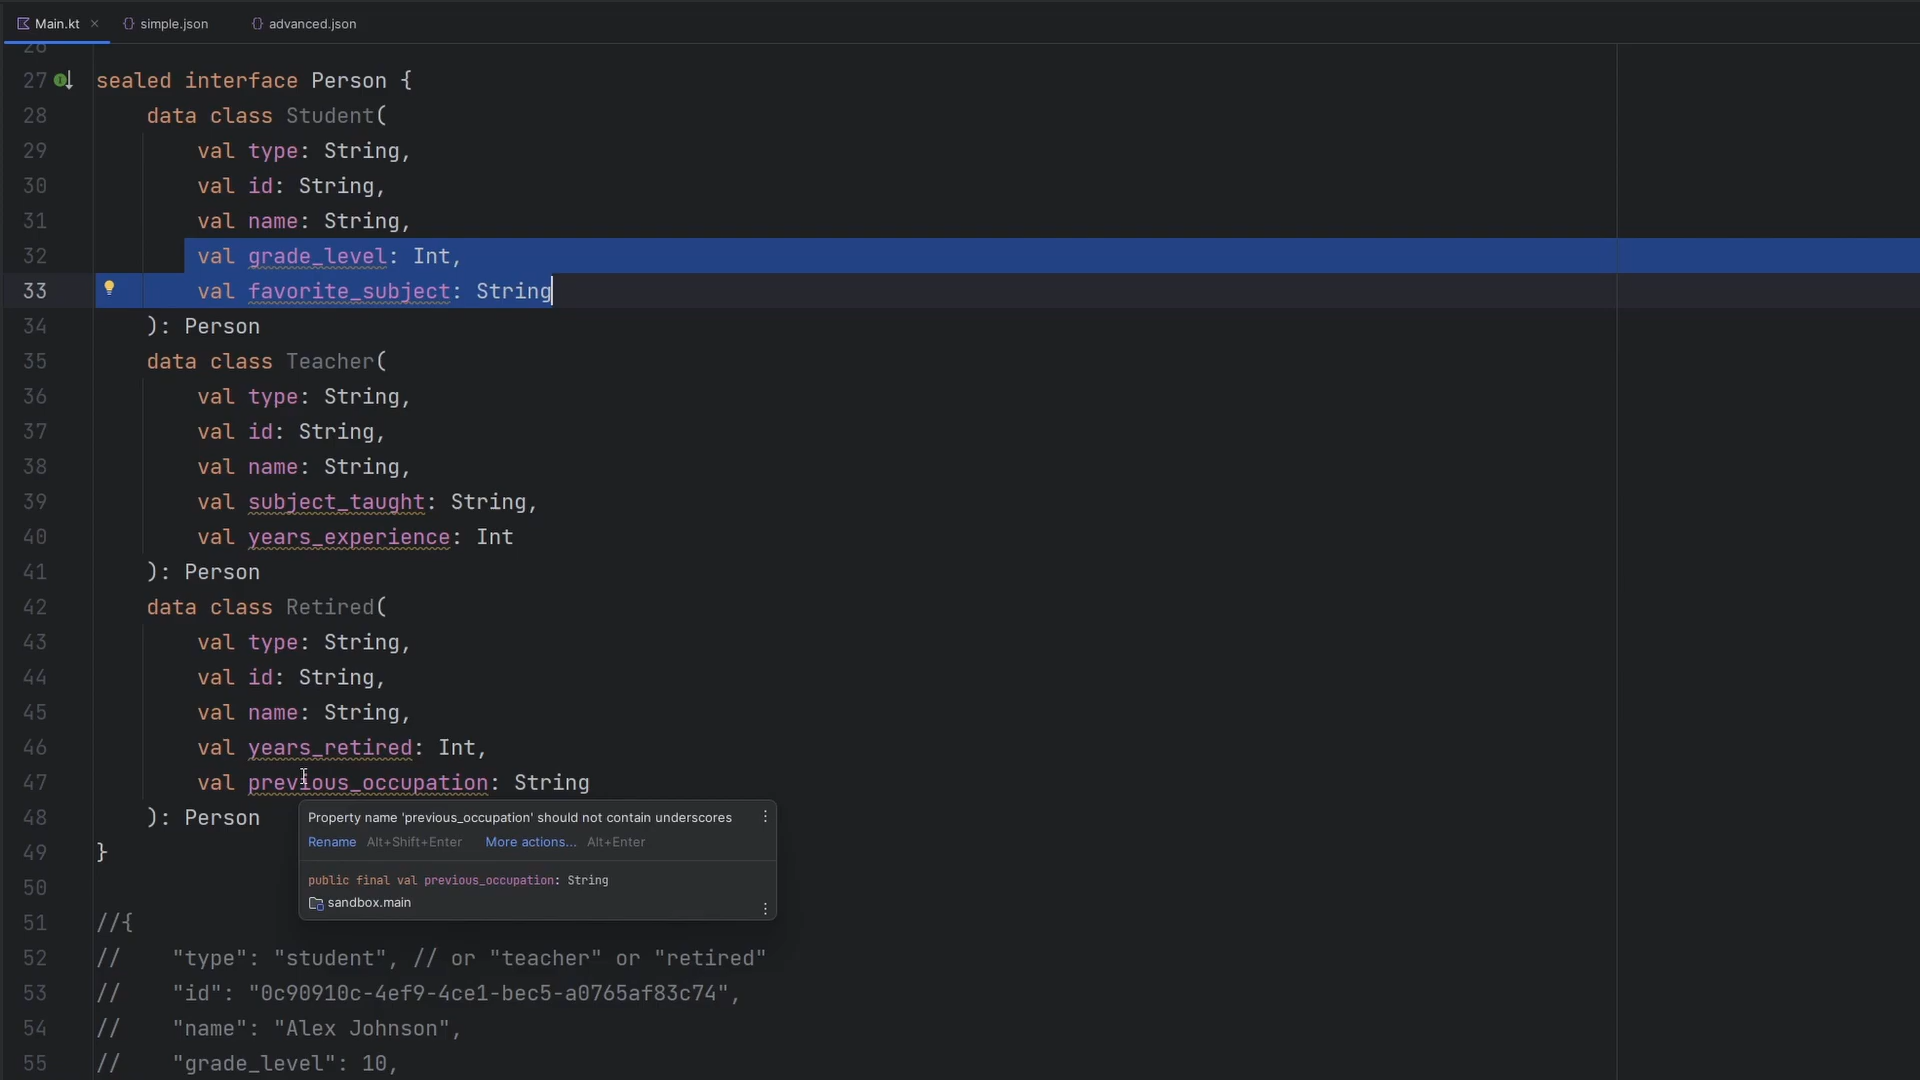 Main.kt simple.json advanced.json
26
27 sealed interface Person {
28 data class Student(
29 val type: String,
30 val id: String,
31 val name: String,
32 val grade_level: Int,
33 val favorite_subject: String
34 ): Person
35 data class Teacher(
36 val type: String,
37 val id: String,
38 val name: String,
39 val subject_taught: String,
40 val years_experience: Int
41 ): Person
42 data class Retired(
43 val type: String,
44 val id: String,
45 val name: String,
46 val years_retired: Int,
47 val previous_occupation: String
48 ): Person
Property name 'previous_occupation' should not contain underscores
Rename Alt+Shift+Enter More actions... Alt+Enter
49 }
public final val previous_occupation: String
50
sandbox.main
51 //{
52 // "type": "student", // or "teacher" or "retired"
53 // "id": "0c90910c-4ef9-4ce1-bec5-a0765af83c74",
54 // "name": "Alex Johnson",
55 // "grade_level": 10,